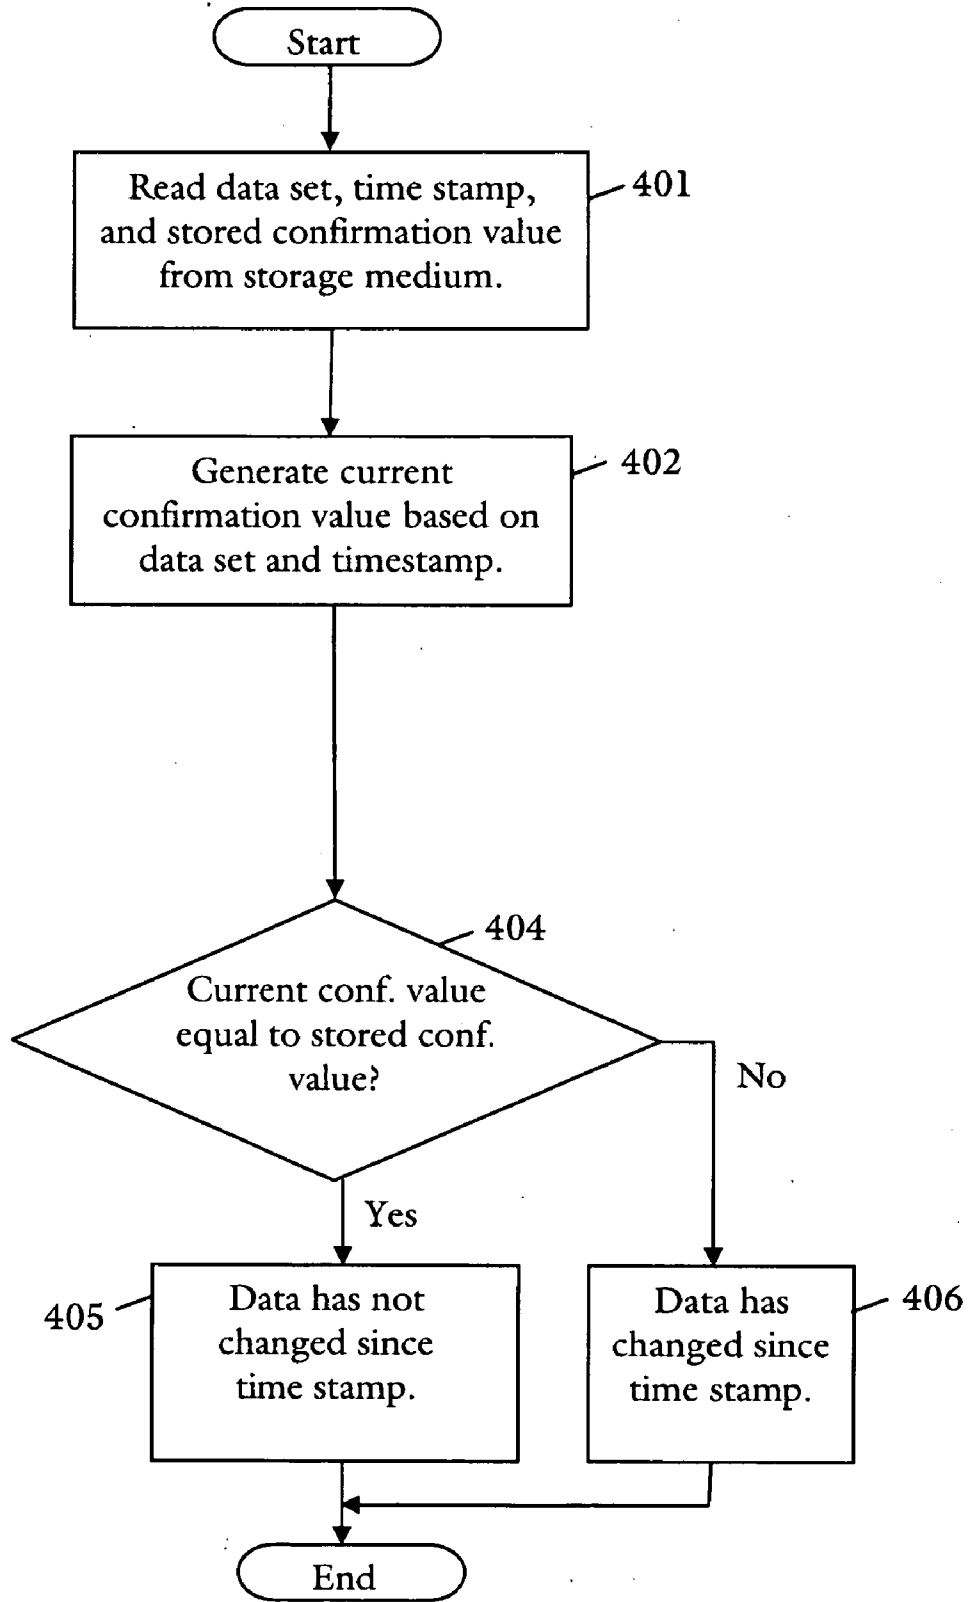 Start
Read data set, time stamp,
and stored confirmation value
from storage medium.
401
Generate current
confirmation value based on
data set and timestamp.
402
404
Current conf. value
equal to stored conf.
value?
No
Yes
405
Data has not
changed since
time stamp.
Data has
changed since
time stamp.
406
End